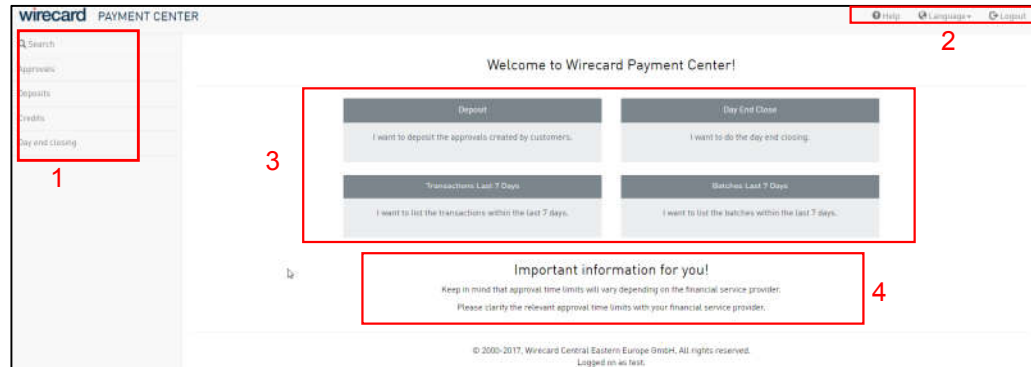 wirecard PAYMENT CENTER
Help Language Logout
2
Search
Approvals
Deposits
Credits
Day end closing
1
Welcome to Wirecard Payment Center!
3
Deposit
I want to deposit the approvals created by customers.
Day End Close
I want to do the day end closing.
Transactions Last 7 Days
I want to list the transactions within the last 7 days.
Batches Last 7 Days
I want to list the batches within the last 7 days.
Important information for you!
Keep in mind that approval time limits will vary depending on the financial service provider.
Please clarify the relevant approval time limits with your financial service provider.
4
© 2000-2017, Wirecard Central Eastern Europe GmbH, All rights reserved.
Logged on as test.